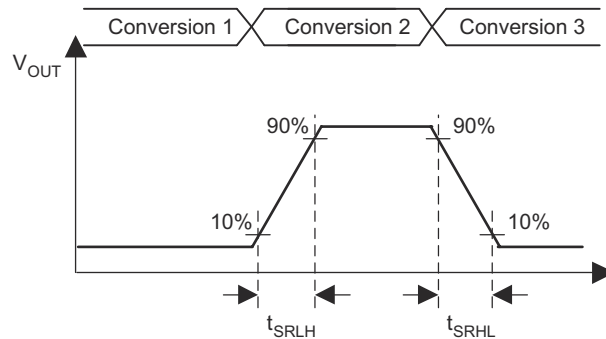 Conversion 1 Conversion 2 Conversion 3
VOUT
90% 90%
10% 10%
tSRLH tSRHL